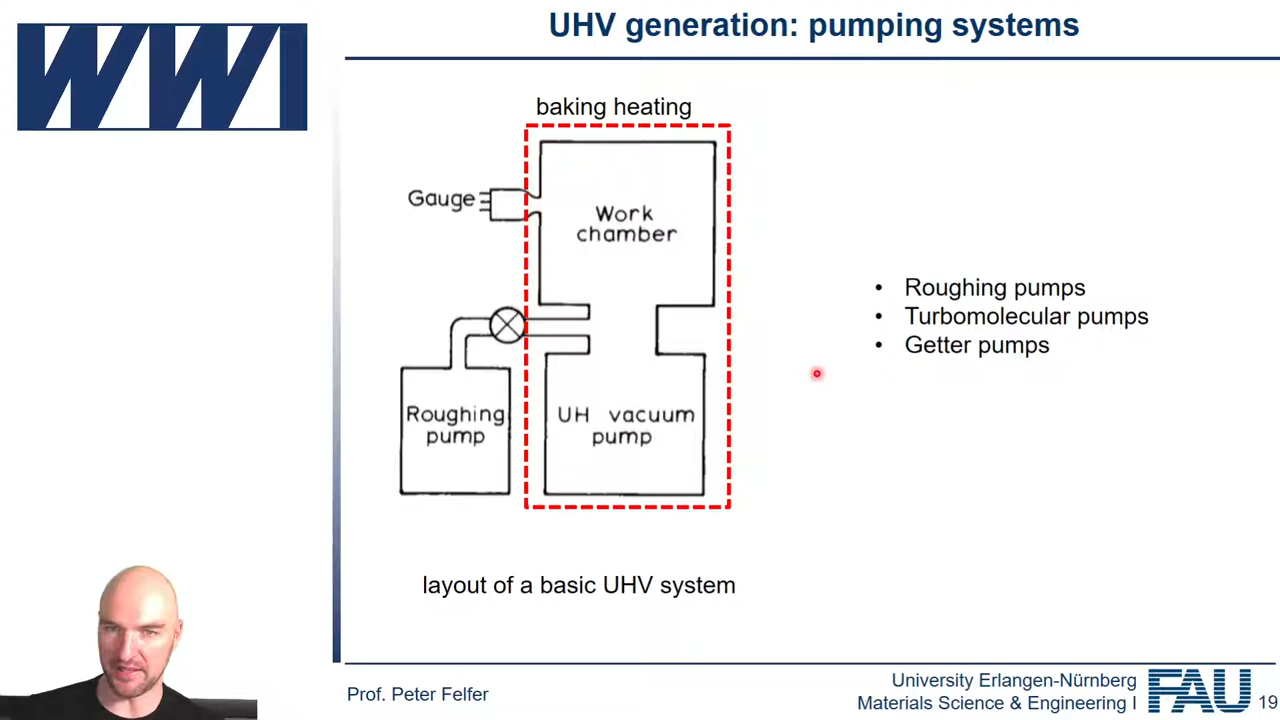 UHV generation: pumping systems
WWI
baking heating
Gauge
Work
chamber
Roughing
pump
UH vacuum
pump
• Roughing pumps
• Turbomolecular pumps
• Getter pumps
layout of a basic UHV system
Prof. Peter Felfer
University Erlangen-Nürnberg
Materials Science & Engineering I
FAU
19